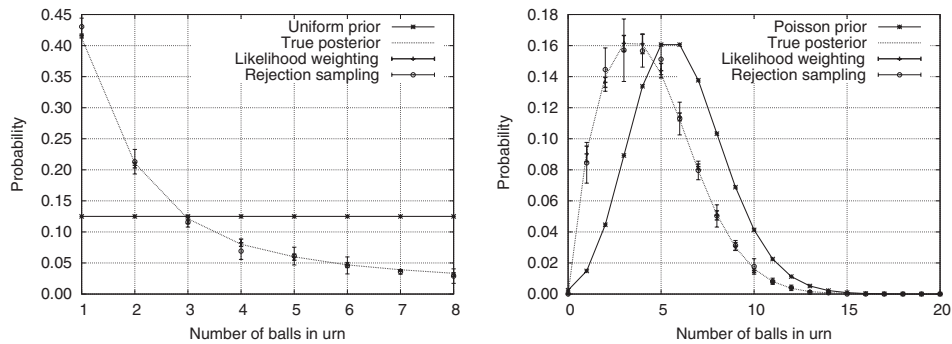 Uniform prior
True posterior
Likelihood weighting
Rejection sampling
Probability
0.45
0.40
0.35
0.30
0.25
0.20
0.15
0.10
0.05
0.00
1 2 3 4 5 6 7 8
Number of balls in urn
Poisson prior
True posterior
Likelihood weighting
Rejection sampling
Probability
0.18
0.16
0.14
0.12
0.10
0.08
0.06
0.04
0.02
0.00
0 5 10 15 20
Number of balls in urn